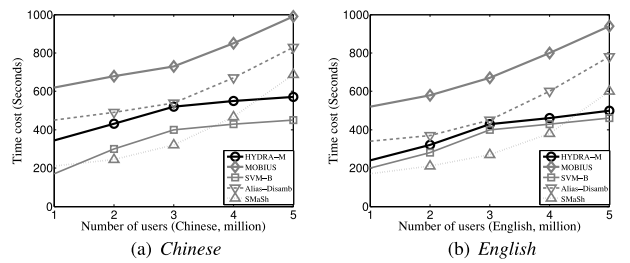 1000
800
600
400
200
0
Time cost (Seconds)
HYDRA−M
MOBIUS
SVM−B
Alias−Disamb
SMaSh
1 2 3 4 5
Number of users (Chinese, million)
(a) Chinese
1000
800
600
400
200
0
Time cost (Seconds)
HYDRA−M
MOBIUS
SVM−B
Alias−Disamb
SMaSh
1 2 3 4 5
Number of users (English, million)
(b) English